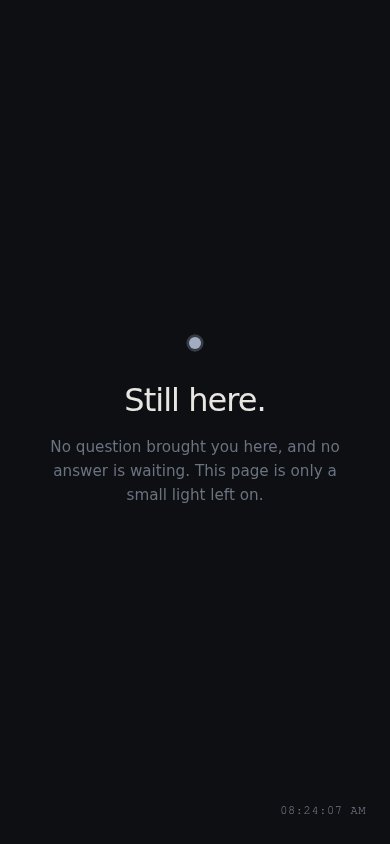 Still here.
No question brought you here, and no
answer is waiting. This page is only a
small light left on.
08:24:07 AM